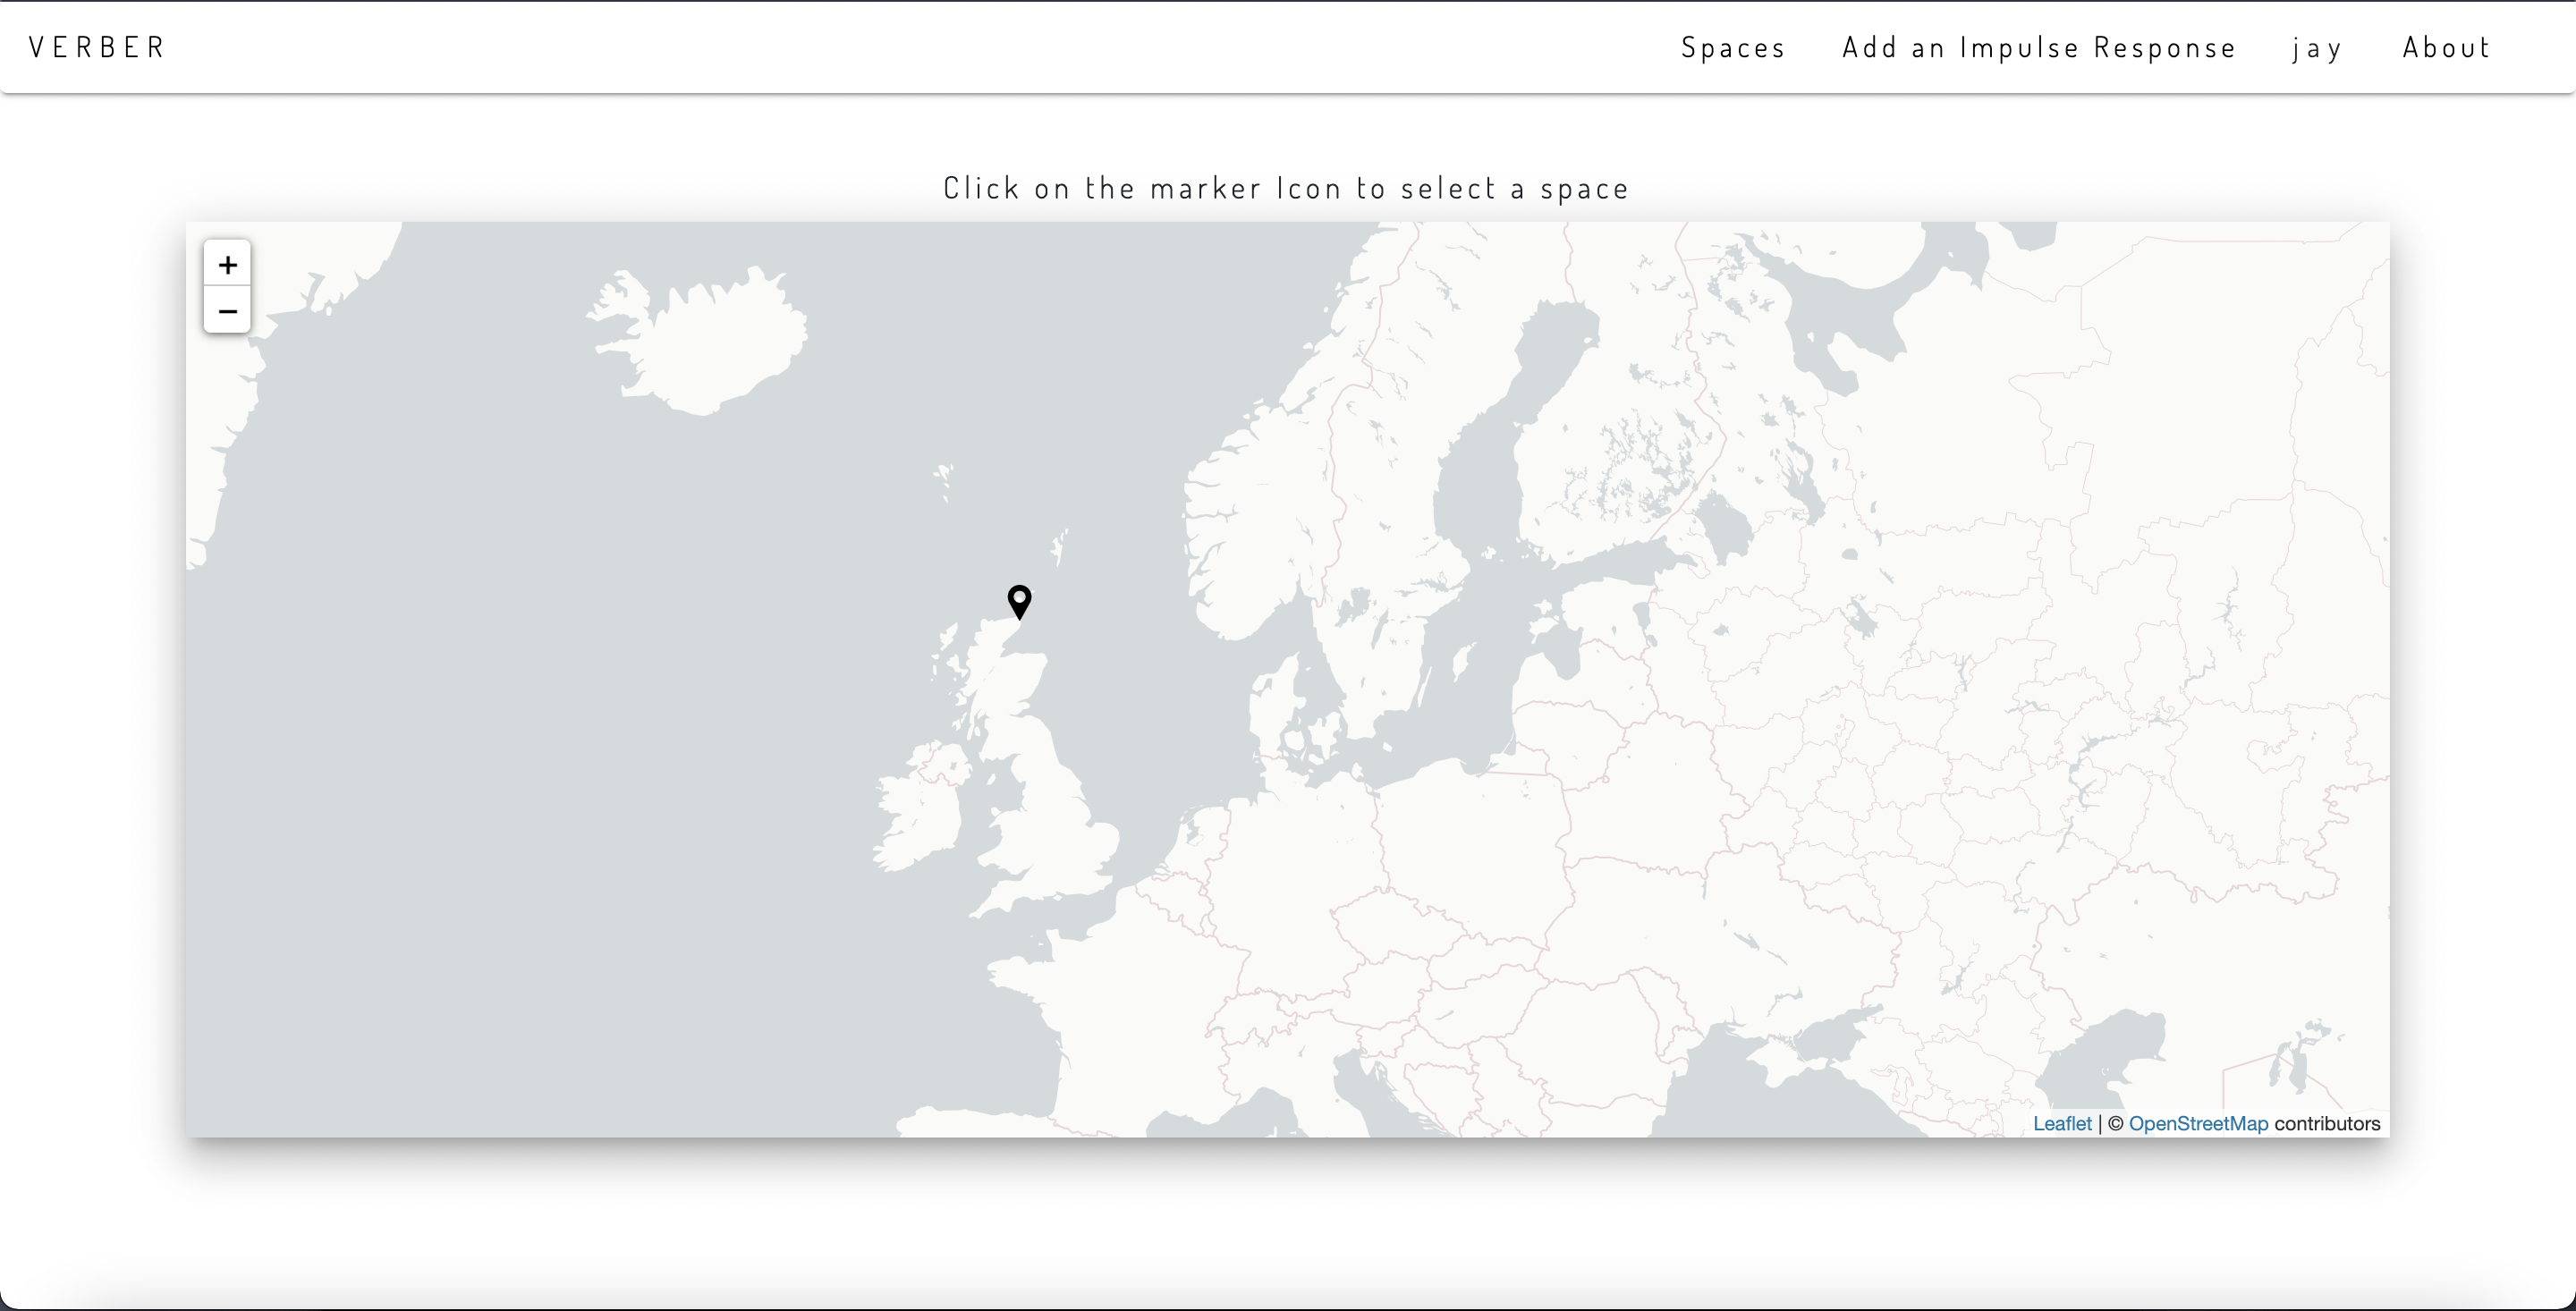 VERBER
Spaces Add an Impulse Response jay About
Click on the marker Icon to select a space
+
−
Leaflet | © OpenStreetMap contributors